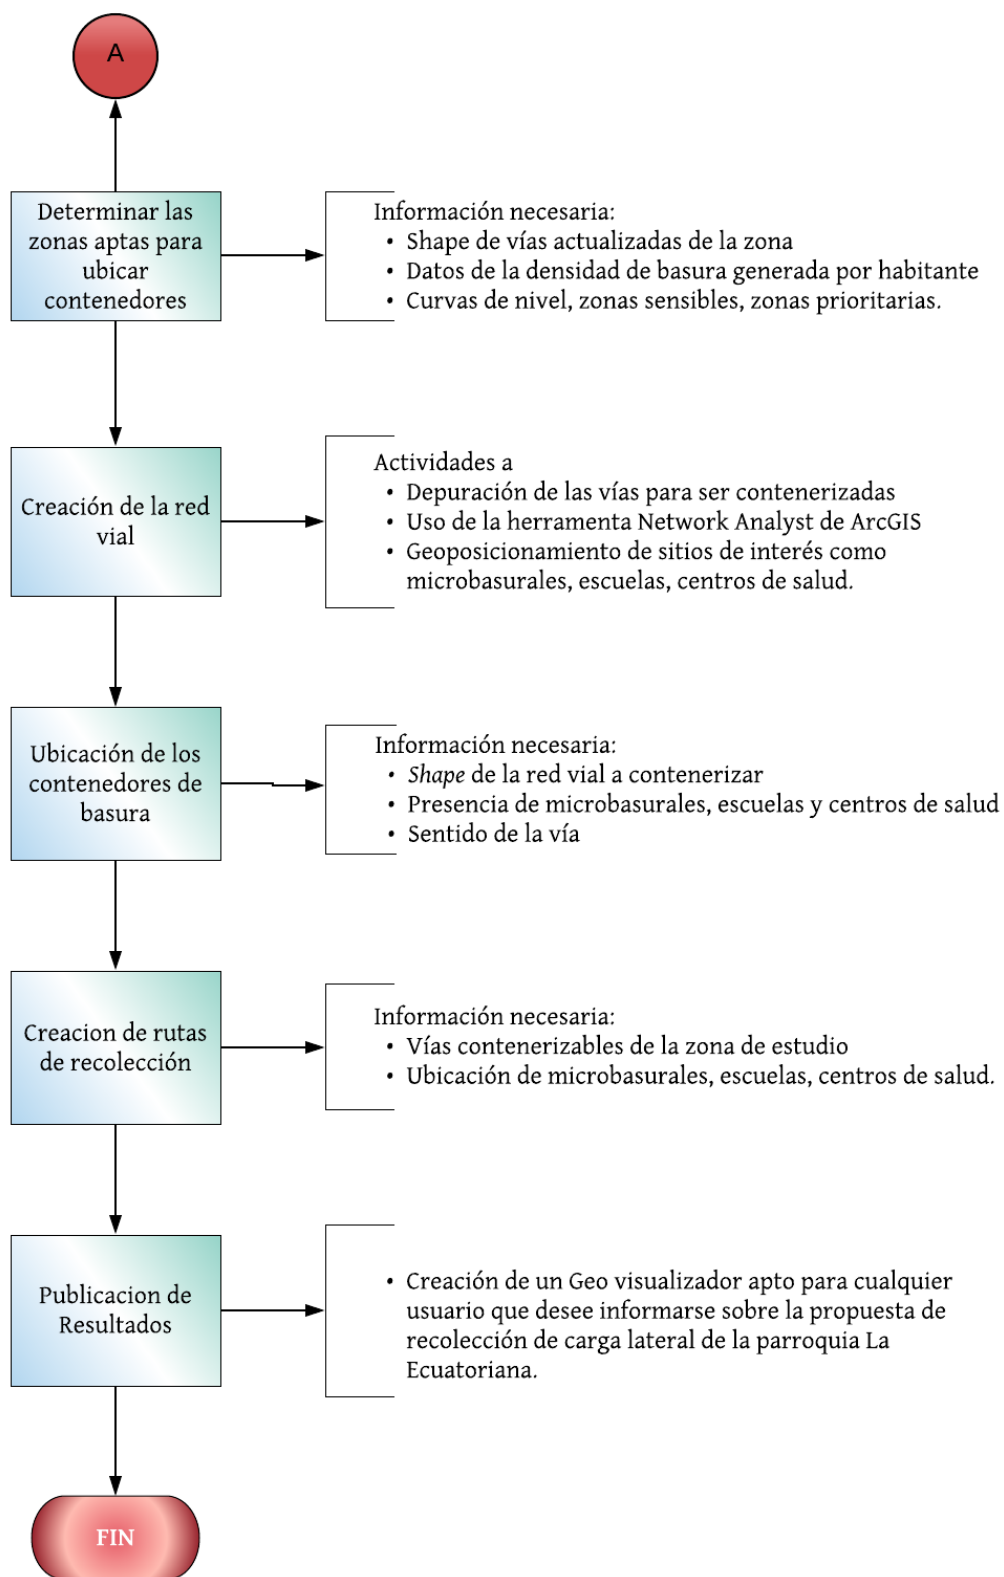 A
Determinar las
zonas aptas para
ubicar
contenedores
Información necesaria:
• Shape de vías actualizadas de la zona
• Datos de la densidad de basura generada por habitante
• Curvas de nivel, zonas sensibles, zonas prioritarias.
Creación de la red
vial
Actividades a
• Depuración de las vías para ser contenerizadas
• Uso de la herramenta Network Analyst de ArcGIS
• Geoposicionamiento de sitios de interés como
microbasurales, escuelas, centros de salud.
Ubicación de los
contenedores de
basura
Información necesaria:
• Shape de la red vial a contenerizar
• Presencia de microbasurales, escuelas y centros de salud
• Sentido de la vía
Creacion de rutas
de recolección
Información necesaria:
• Vías contenerizables de la zona de estudio
• Ubicación de microbasurales, escuelas, centros de salud.
Publicacion de
Resultados
• Creación de un Geo visualizador apto para cualquier
usuario que desee informarse sobre la propuesta de
recolección de carga lateral de la parroquia La
Ecuatoriana.
FIN